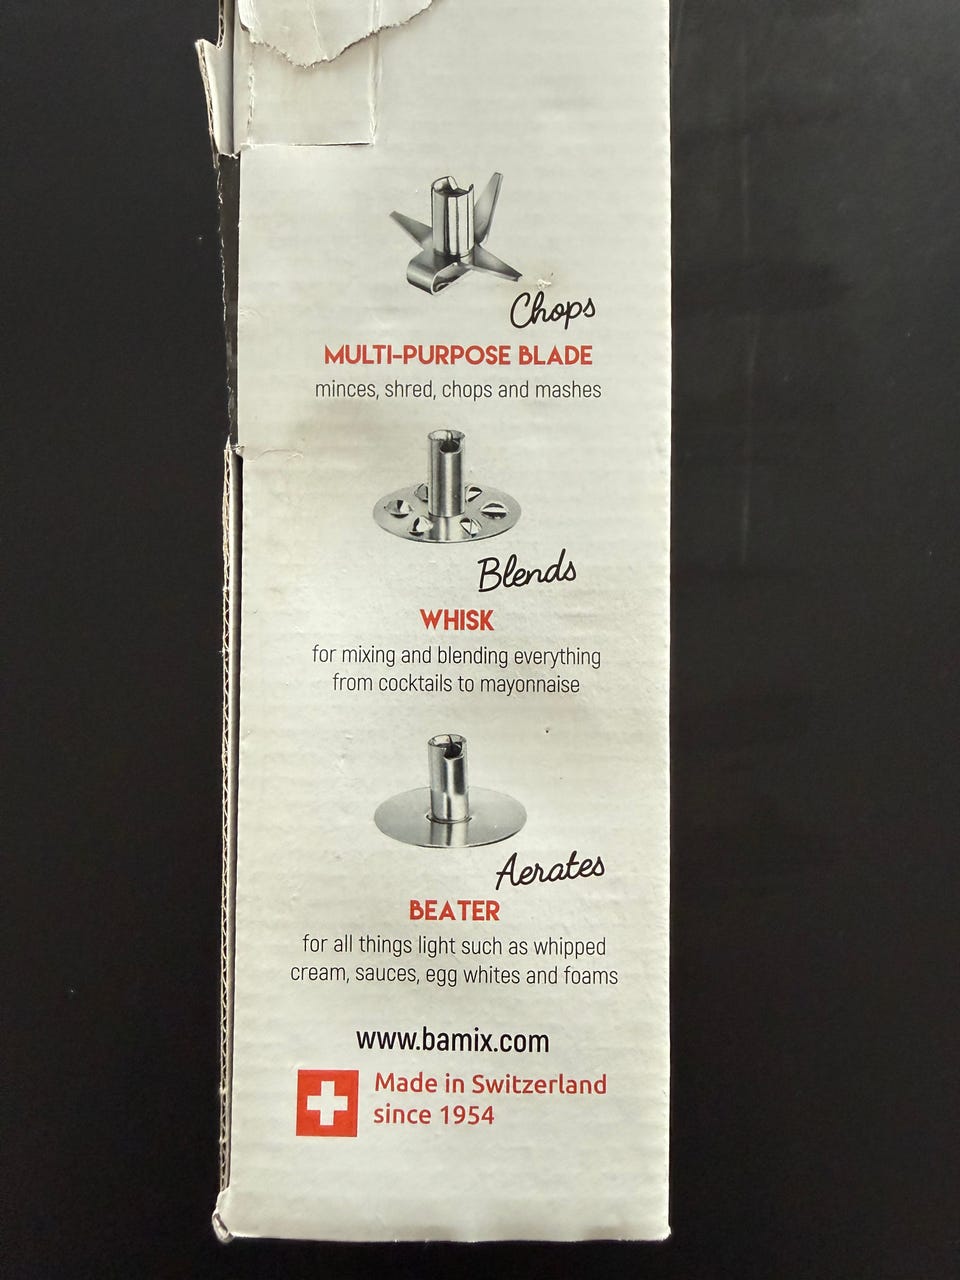 Chops
MULTI-PURPOSE BLADE
minces, shred, chops and mashes
Blends
WHISK
for mixing and blending everything
from cocktails to mayonnaise
Aerates
BEATER
for all things light such as whipped
cream, sauces, egg whites and foams
www.bamix.com
Made in Switzerland
since 1954